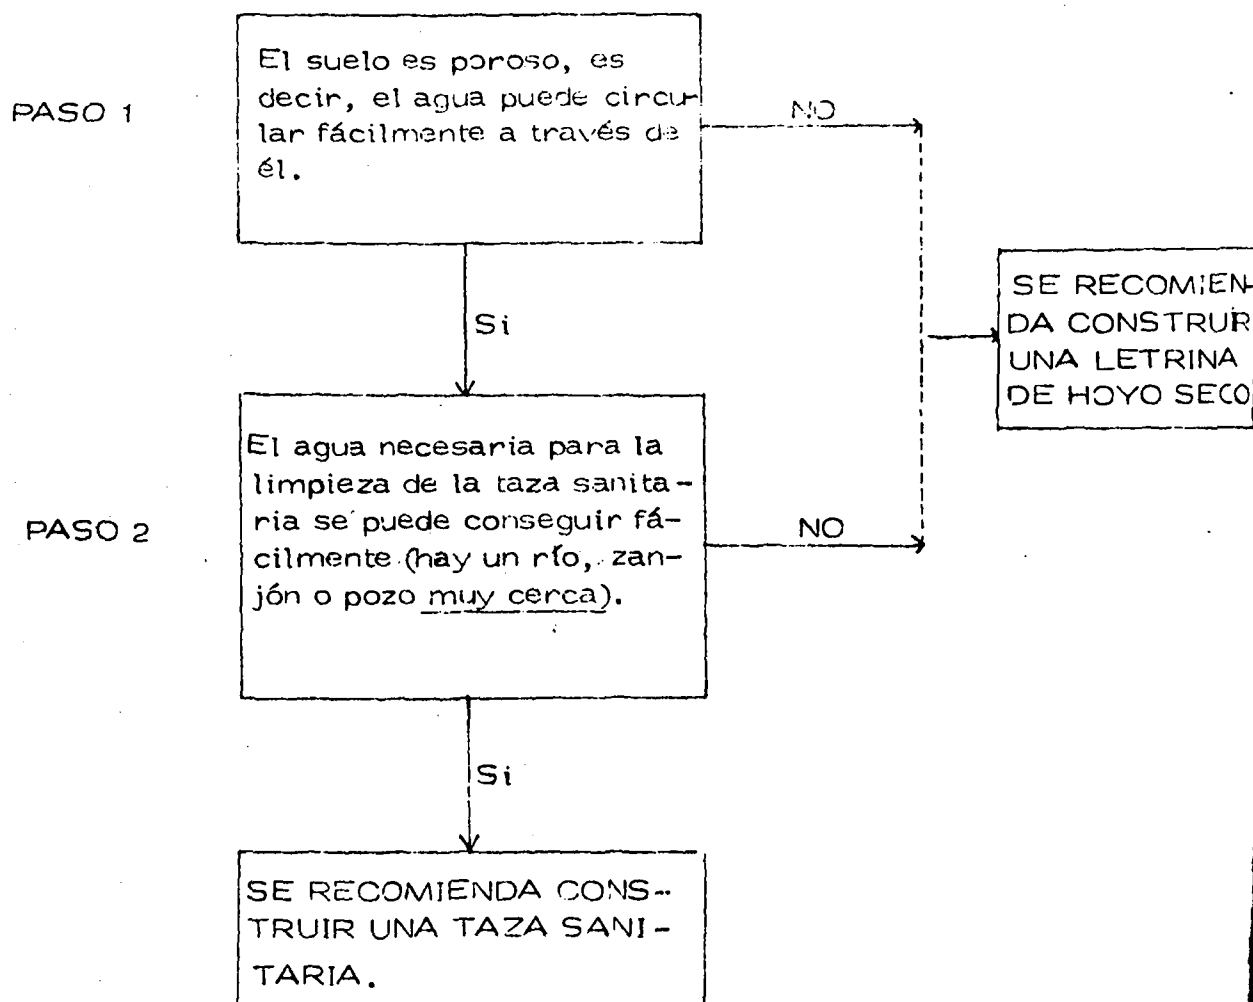 PASO 1
El suelo es poroso, es
decir, el agua puede circu-
lar fácilmente a través de
él.
NO
Si
SE RECOMIEN-
DA CONSTRUIR
UNA LETRINA
DE HOYO SECO
PASO 2
El agua necesaria para la
limpieza de la taza sanita-
ria se puede conseguir fá-
cilmente (hay un río, zan-
jón o pozo muy cerca).
NO
Si
SE RECOMIENDA CONS-
TRUIR UNA TAZA SANI-
TARIA.